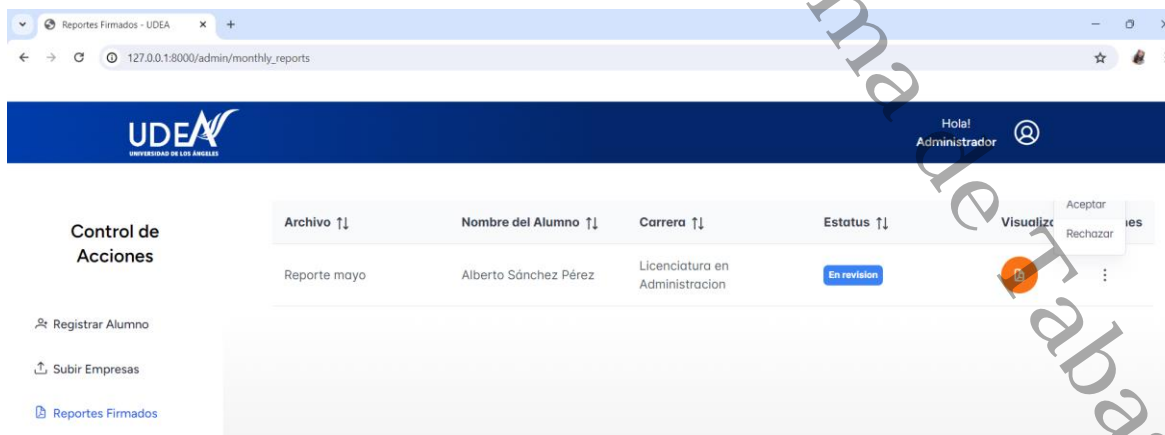 Reportes Firmados - UDEA
127.0.0.1:8000/admin/monthly_reports
UDEA
UNIVERSIDAD DE LOS ÁNGELES
Hola!
Administrador
Control de
Acciones
Registrar Alumno
Subir Empresas
Reportes Firmados
Archivo Nombre del Alumno Carrera Estatus
Aceptar
Rechazar
Reporte mayo Alberto Sánchez Pérez Licenciatura en
Administracion
En revision
de Taba